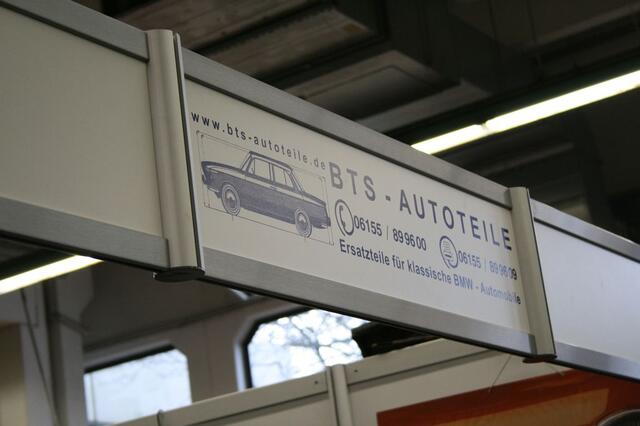 www.bts-autoteile.de
BTS - AUTOTEILE
06155 / 899600
06155 / 899609
Ersatzteile für klassische BMW - Automobile